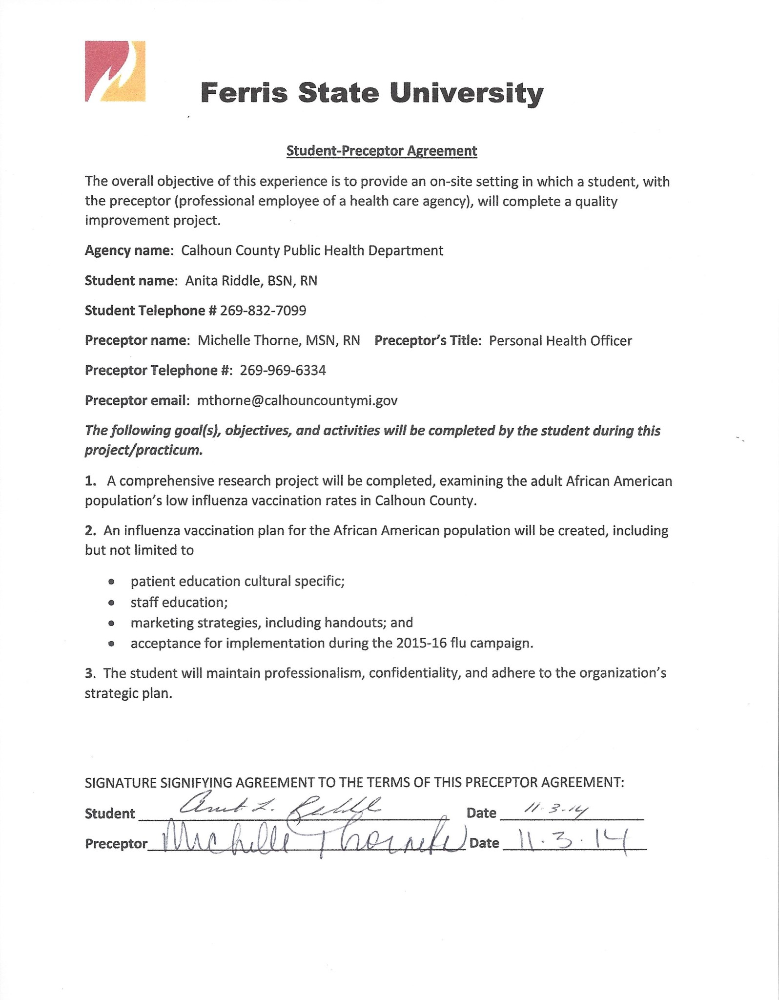 Ferris State University
Student-Preceptor Agreement
The overall objective of this experience is to provide an on-site setting in which a student, with
the preceptor (professional employee of a health care agency), will complete a quality
improvement project.
Agency name: Calhoun County Public Health Department
Student name: Anita Riddle, BSN, RN
Student Telephone # 269-832-7099
Preceptor name: Michelle Thorne, MSN, RN Preceptor's Title: Personal Health Officer
Preceptor Telephone #: 269-969-6334
Preceptor email: mthorne@calhouncountymi.gov
The following goal(s), objectives, and activities will be completed by the student during this
project/practicum.
1. A comprehensive research project will be completed, examining the adult African American
population's low influenza vaccination rates in Calhoun County.
2. An influenza vaccination plan for the African American population will be created, including
but not limited to
• patient education cultural specific;
• staff education;
• marketing strategies, including handouts; and
• acceptance for implementation during the 2015-16 flu campaign.
3. The student will maintain professionalism, confidentiality, and adhere to the organization's
strategic plan.
SIGNATURE SIGNIFYING AGREEMENT TO THE TERMS OF THIS PRECEPTOR AGREEMENT:
Student Anita L. Riddle Date 11.3.14
Preceptor Michelle Thorne Date 11.3.14